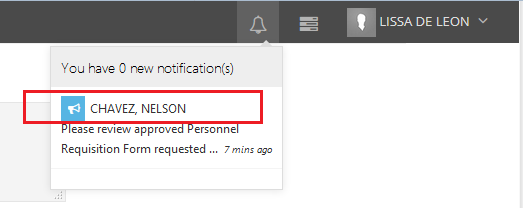 LISSA DE LEON
You have 0 new notification(s)
CHAVEZ, NELSON
Please review approved Personnel
Requisition Form requested ... 7 mins ago